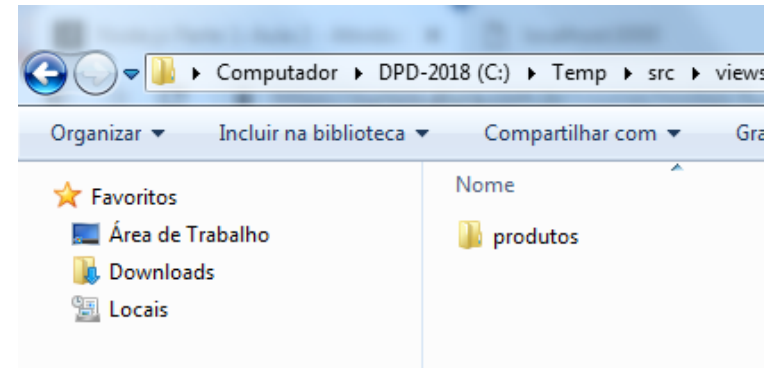 Computador DPD-2018 (C:) Temp src views
Organizar Incluir na biblioteca Compartilhar com Gra
Nome
Favoritos
produtos
Área de Trabalho
Downloads
Locais